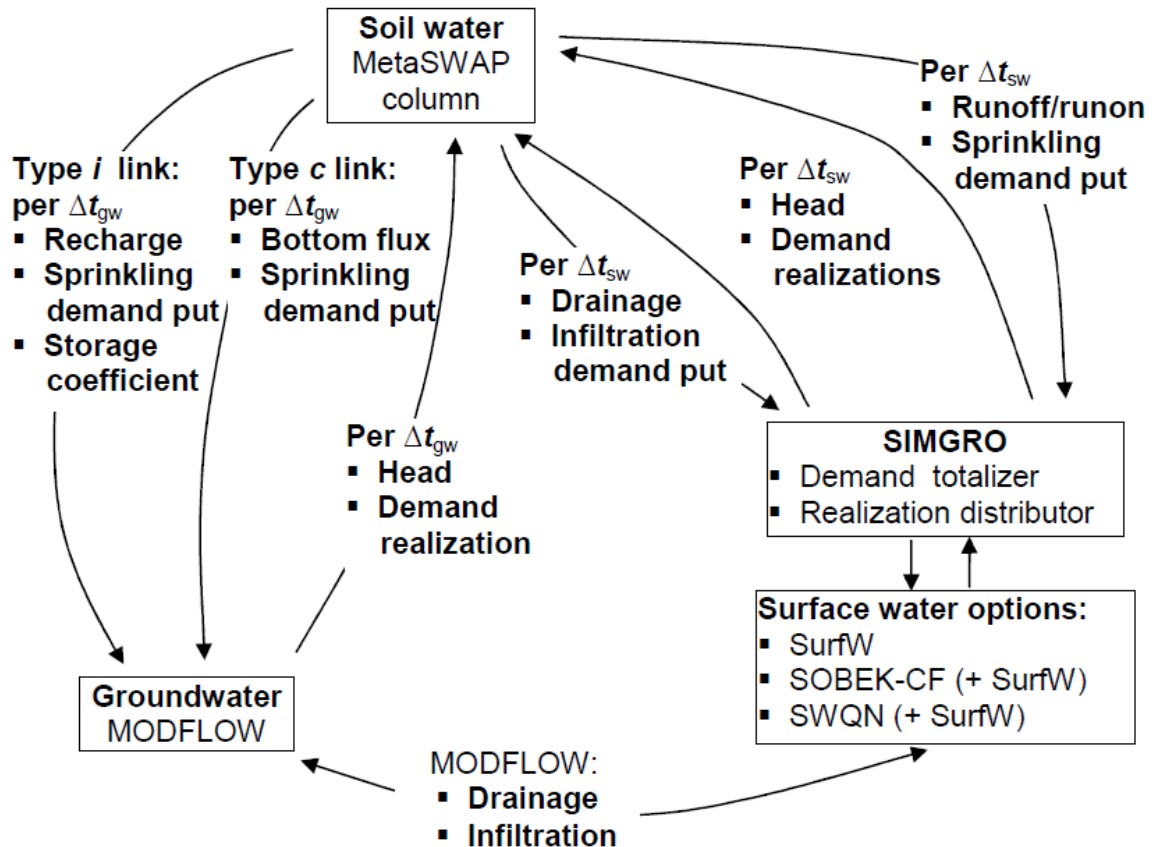 Soil water
MetaSWAP
column
Per Δtsw
▪ Runoff/runon
▪ Sprinkling
demand put
Type i link:
per Δtgw
▪ Recharge
▪ Sprinkling
demand put
▪ Storage
coefficient
Type c link:
per Δtgw
▪ Bottom flux
▪ Sprinkling
demand put
Per Δtsw
▪ Head
▪ Demand
realizations
Per Δtsw
▪ Drainage
▪ Infiltration
demand put
Per Δtgw
▪ Head
▪ Demand
realization
SIMGRO
▪ Demand totalizer
▪ Realization distributor
Surface water options:
▪ SurfW
▪ SOBEK-CF (+ SurfW)
▪ SWQN (+ SurfW)
Groundwater
MODFLOW
MODFLOW:
▪ Drainage
▪ Infiltration